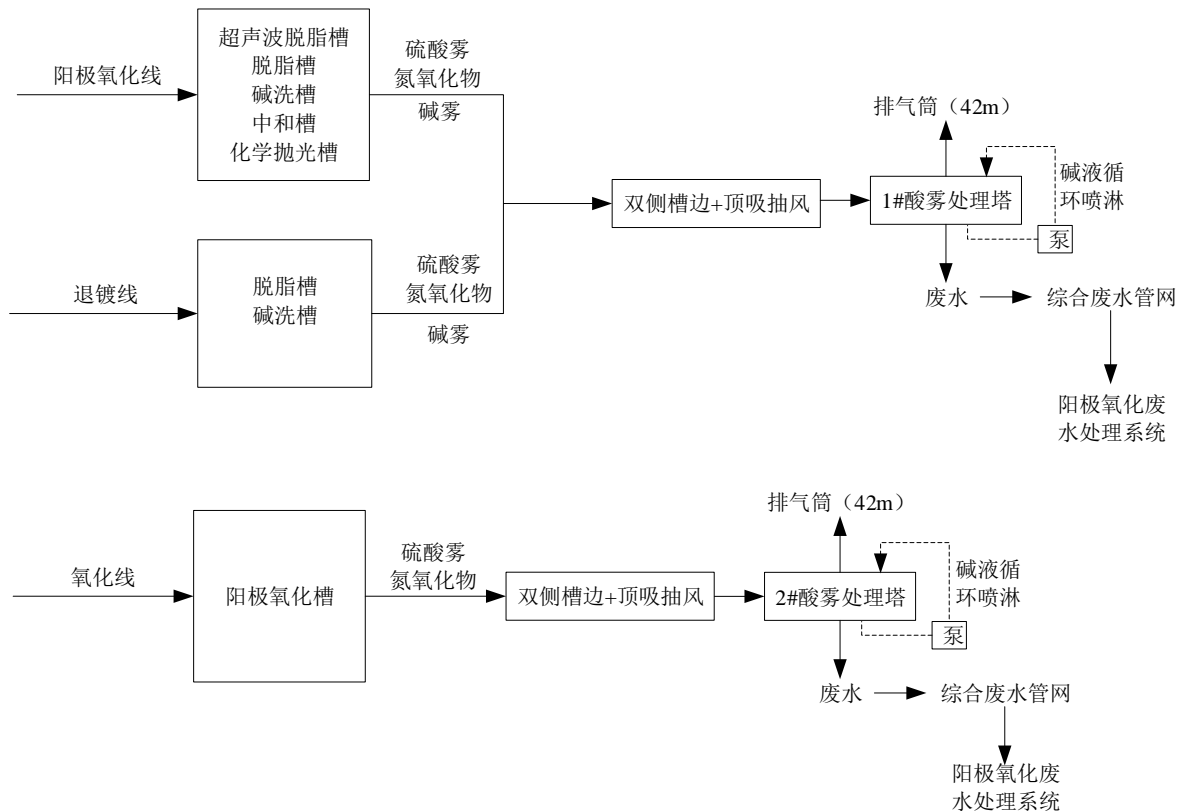 阳极氧化线
超声波脱脂槽
脱脂槽
碱洗槽
中和槽
化学抛光槽
硫酸雾
氮氧化物
碱雾
退镀线
脱脂槽
碱洗槽
硫酸雾
氮氧化物
碱雾
双侧槽边+顶吸抽风
排气筒（42m）
1#酸雾处理塔
碱液循
环喷淋
泵
废水
综合废水管网
阳极氧化废
水处理系统
氧化线
阳极氧化槽
硫酸雾
氮氧化物
双侧槽边+顶吸抽风
排气筒（42m）
2#酸雾处理塔
碱液循
环喷淋
泵
废水
综合废水管网
阳极氧化废
水处理系统